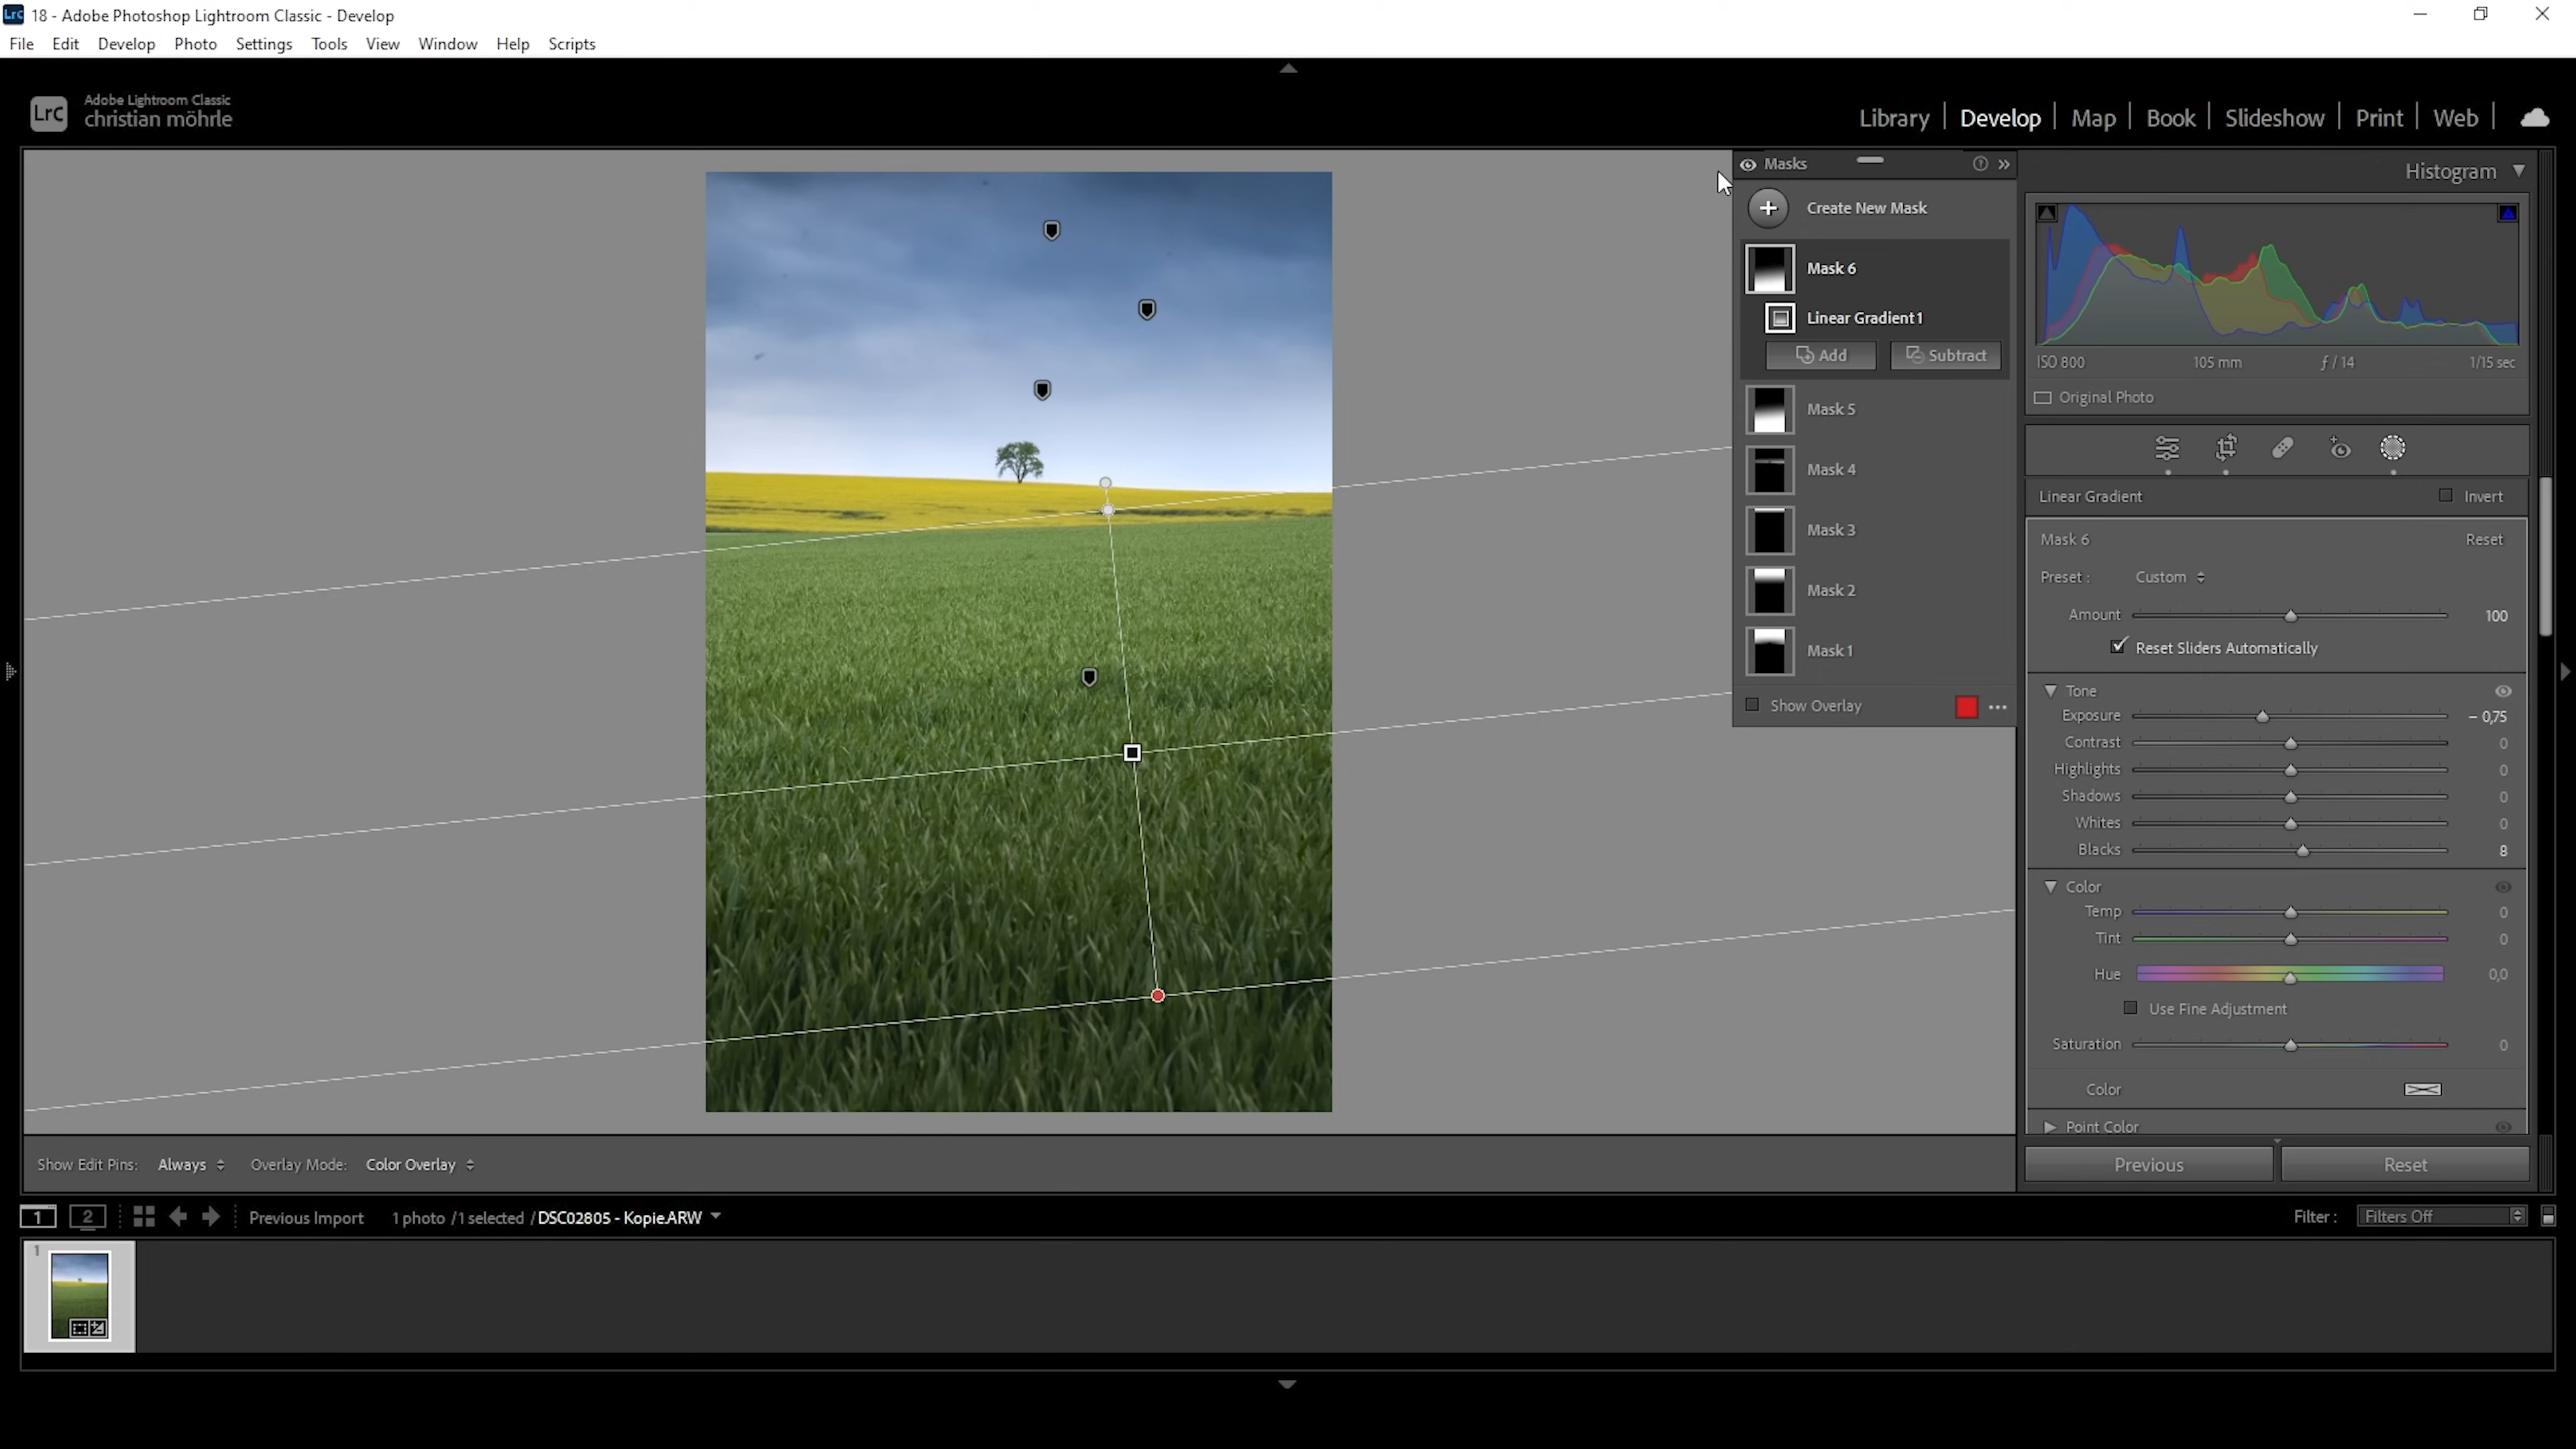 Lrc 18 - Adobe Photoshop Lightroom Classic - Develop
File Edit Develop Photo Settings Tools View Window Help Scripts
Lrc Adobe Lightroom Classic
christian möhrle
Library | Develop | Map | Book | Slideshow | Print | Web |
Masks
Create New Mask
Mask 6
Linear Gradient 1
Add Subtract
Mask 5
Mask 4
Mask 3
Mask 2
Mask 1
Show Overlay
Histogram
ISO 800 105 mm ƒ / 14 1/15 sec
Original Photo
Linear Gradient Invert
Mask 6 Reset
Preset : Custom
Amount 100
Reset Sliders Automatically
Tone
Exposure – 0,75
Contrast 0
Highlights 0
Shadows 0
Whites 0
Blacks 8
Color
Temp 0
Tint 0
Hue 0,0
Use Fine Adjustment
Saturation 0
Color
Point Color
Previous Reset
Show Edit Pins: Always Overlay Mode: Color Overlay
1 2 Previous Import 1 photo / 1 selected / DSC02805 - Kopie.ARW
Filter : Filters Off
1